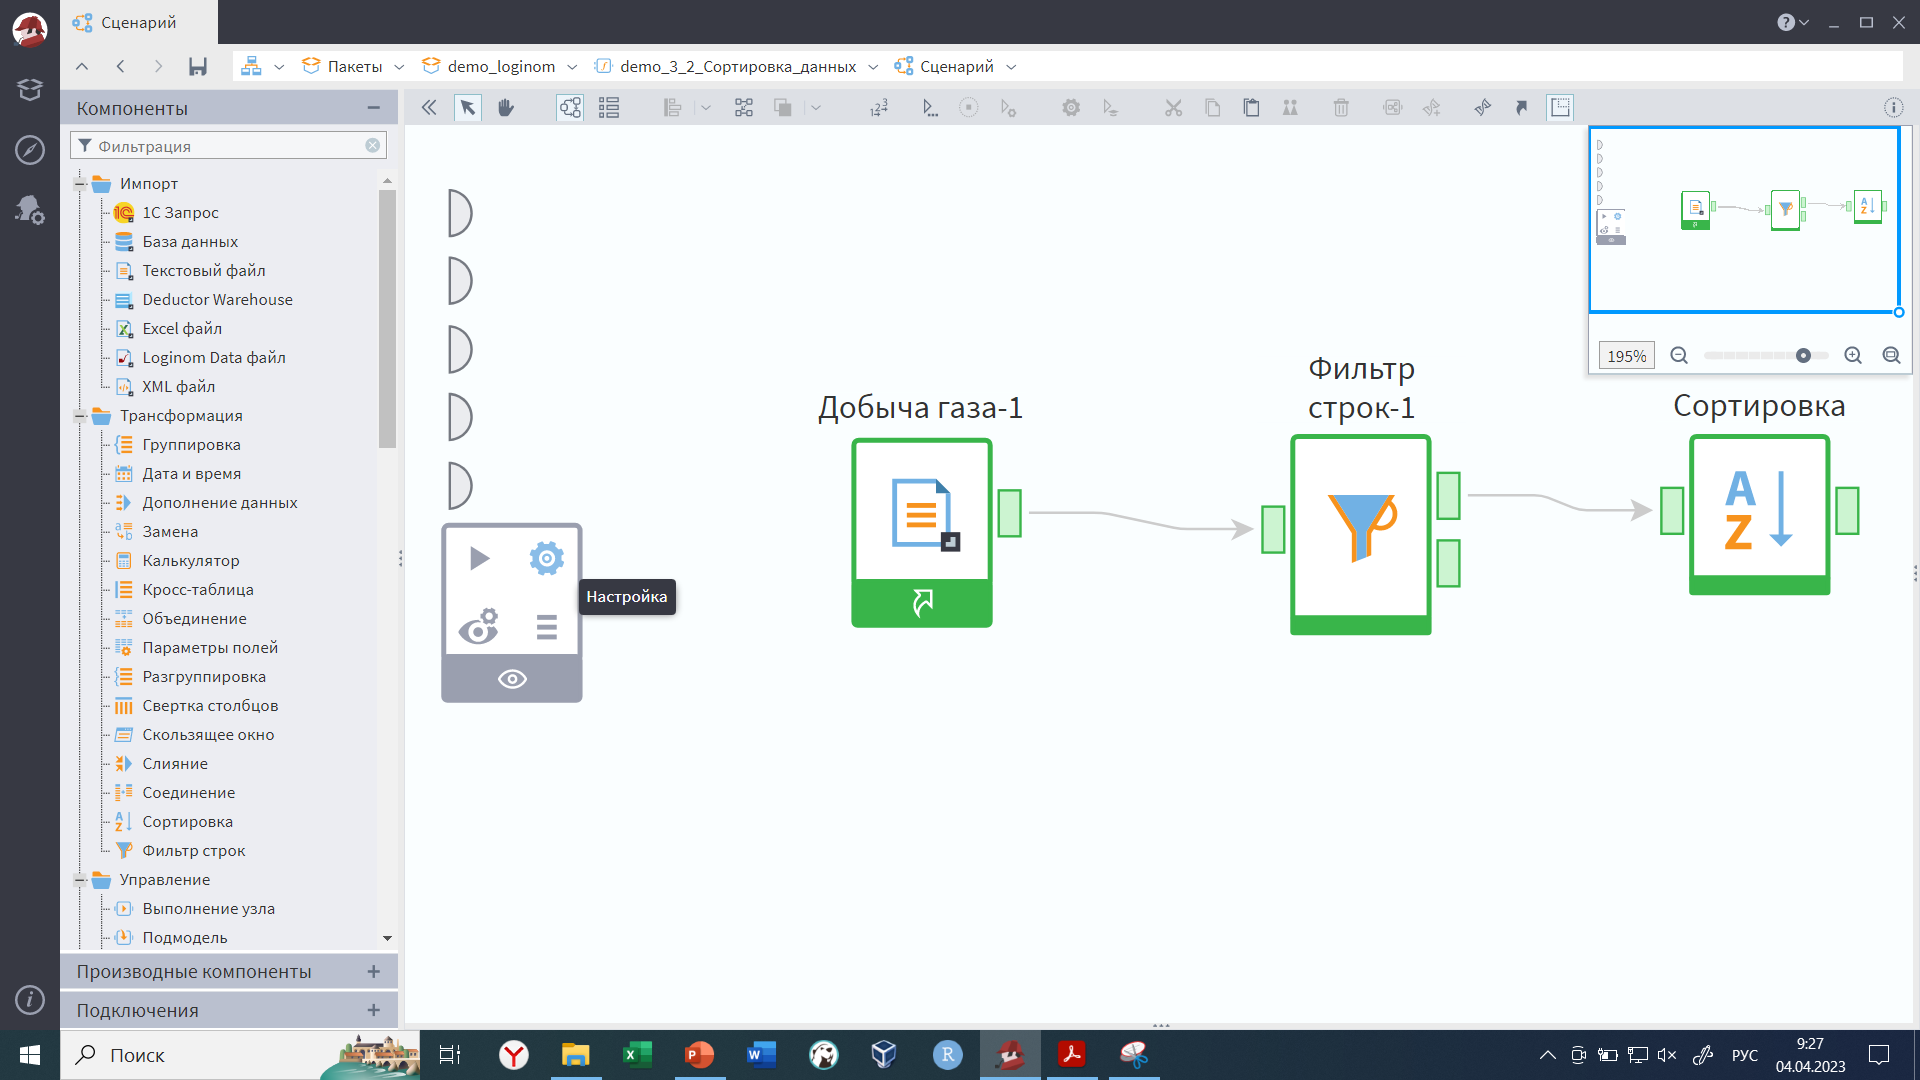 Сценарий
Пакеты
demo_loginom
demo_3_2_Сортировка_данных
Сценарий
Компоненты
Фильтрация
Импорт
1С Запрос
База данных
Текстовый файл
Deductor Warehouse
Excel файл
Loginom Data файл
XML файл
Трансформация
Группировка
Дата и время
Дополнение данных
Замена
Калькулятор
Кросс-таблица
Объединение
Параметры полей
Разгруппировка
Свертка столбцов
Скользящее окно
Слияние
Соединение
Сортировка
Фильтр строк
Управление
Выполнение узла
Подмодель
Производные компоненты
Подключения
Настройка
Добыча газа-1
Фильтр
строк-1
Сортировка
195%
Поиск
РУС
9:27
04.04.2023